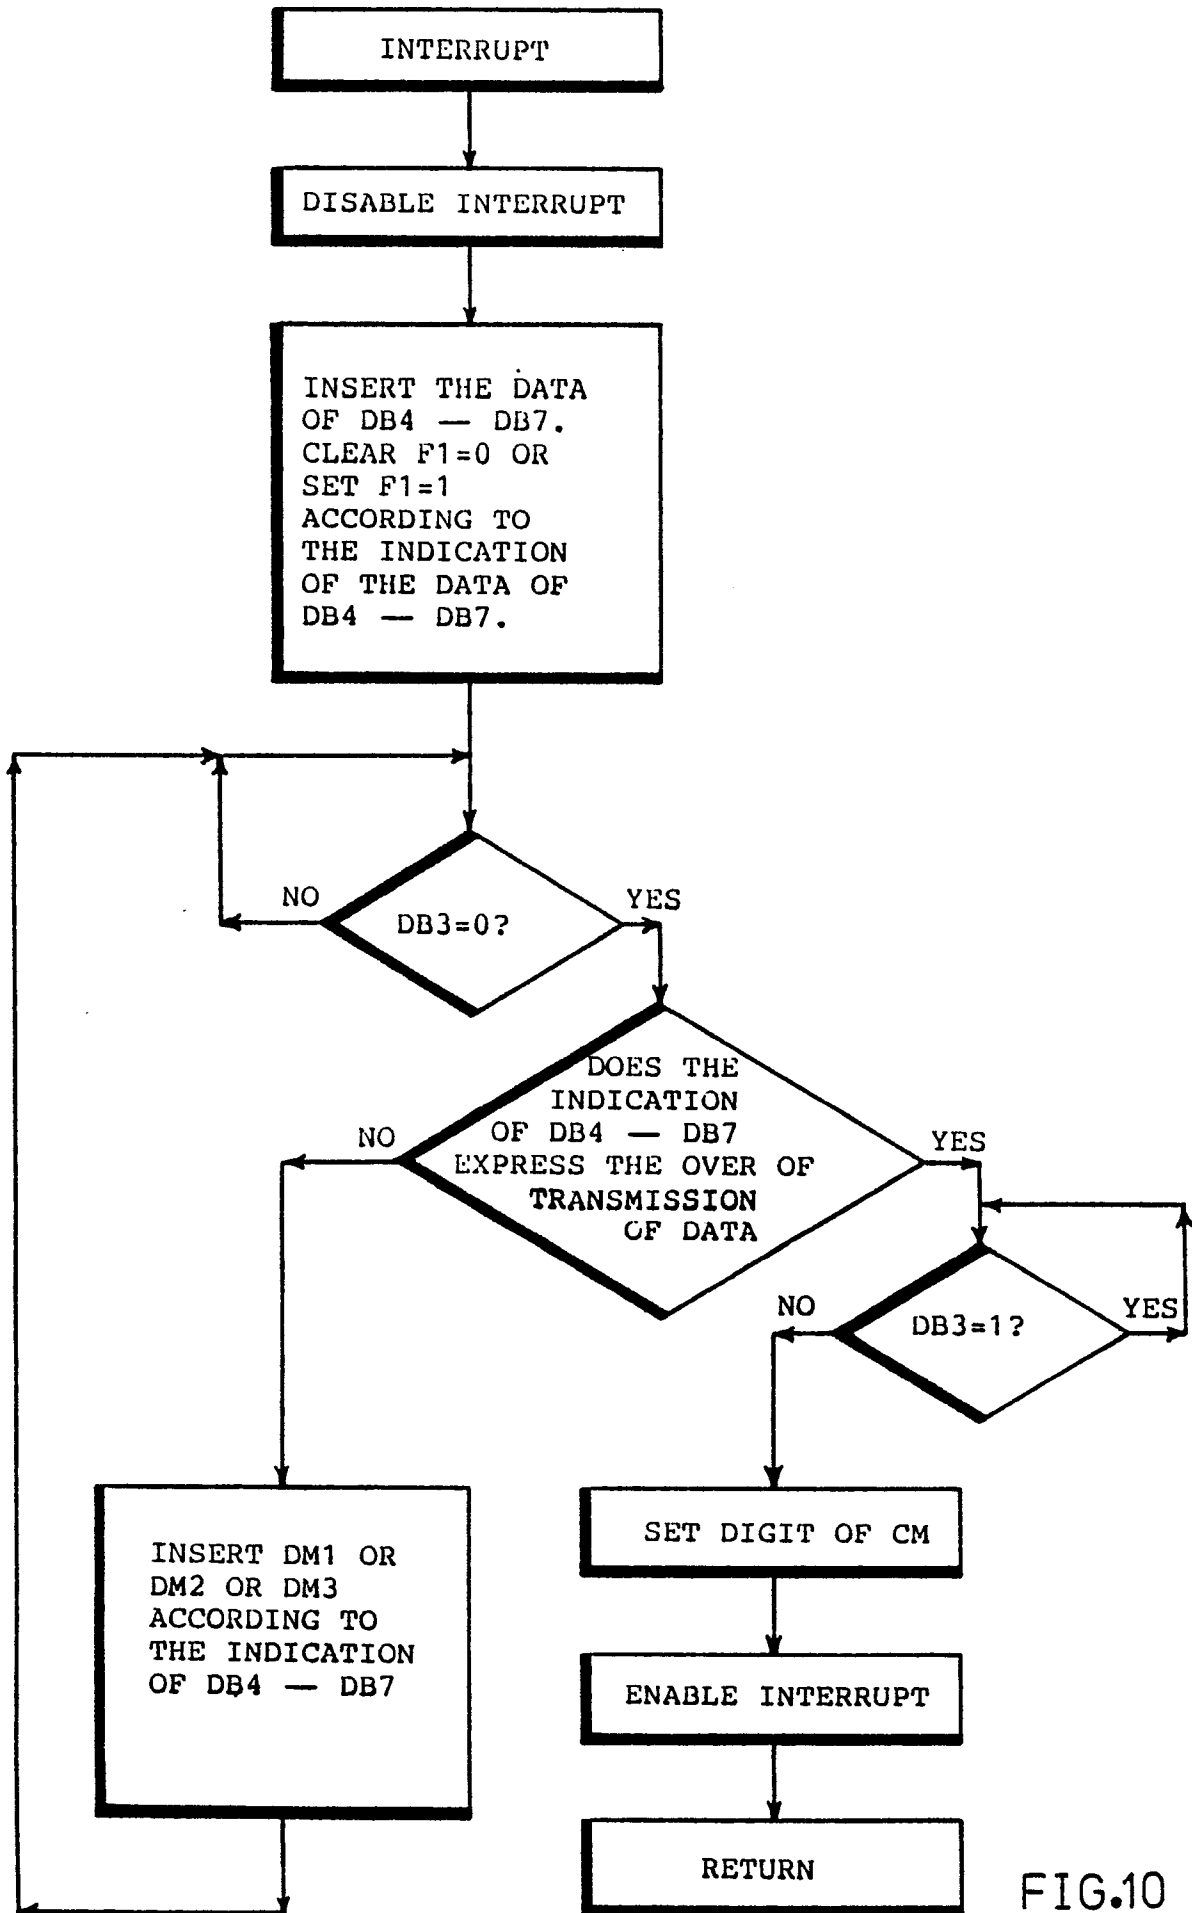 INTERRUPT
DISABLE INTERRUPT
INSERT THE DATA
OF DB4 — DB7.
CLEAR F1=0 OR
SET F1=1
ACCORDING TO
THE INDICATION
OF THE DATA OF
DB4 — DB7.
NO
YES
DB3=0?
DOES THE
INDICATION
OF DB4 — DB7
EXPRESS THE OVER OF
TRANSMISSION
OF DATA
NO
YES
NO
YES
DB3=1?
INSERT DM1 OR
DM2 OR DM3
ACCORDING TO
THE INDICATION
OF DB4 — DB7
SET DIGIT OF CM
ENABLE INTERRUPT
RETURN
FIG.10